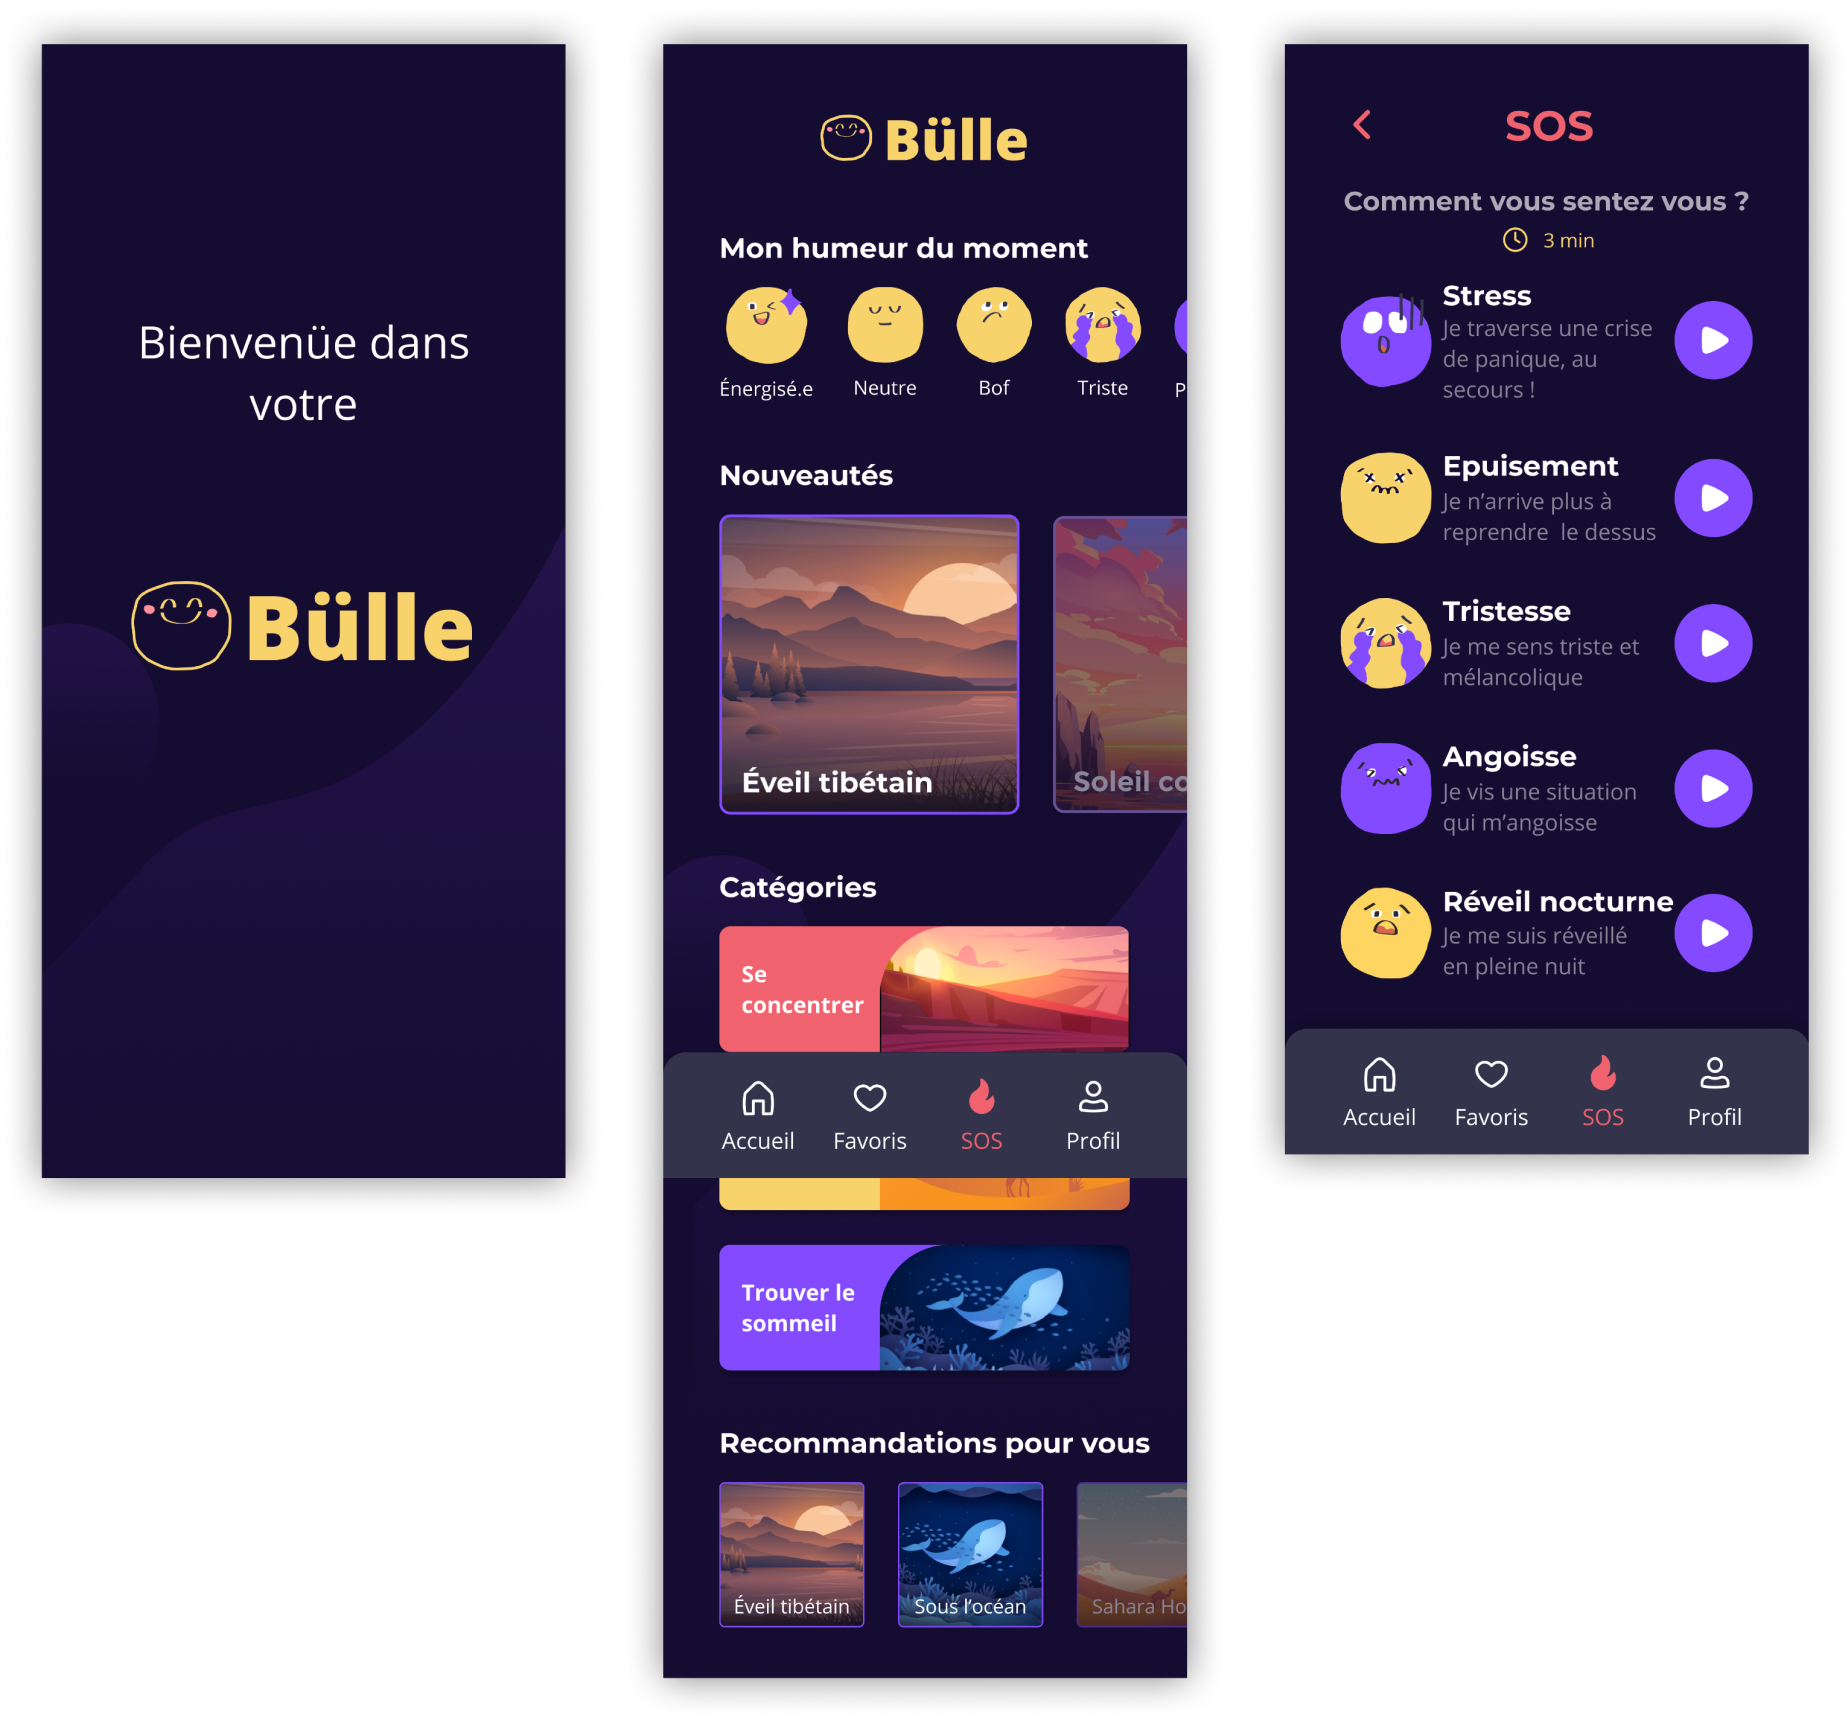 Bienvenüe dans
votre
Bülle
Bülle
Mon humeur du moment
Énergisé.e
Neutre
Bof
Triste
P
Nouveautés
Éveil tibétain
Soleil co
Catégories
Se
concentrer
Accueil
Favoris
SOS
Profil
Trouver le
sommeil
Recommandations pour vous
Éveil tibétain
Sous l’océan
Sahara Ho
SOS
Comment vous sentez vous ?
3 min
Stress
Je traverse une crise
de panique, au
secours !
Epuisement
Je n’arrive plus à
reprendre  le dessus
Tristesse
Je me sens triste et
mélancolique
Angoisse
Je vis une situation
qui m’angoisse
Réveil nocturne
Je me suis réveillé
en pleine nuit
Accueil
Favoris
SOS
Profil